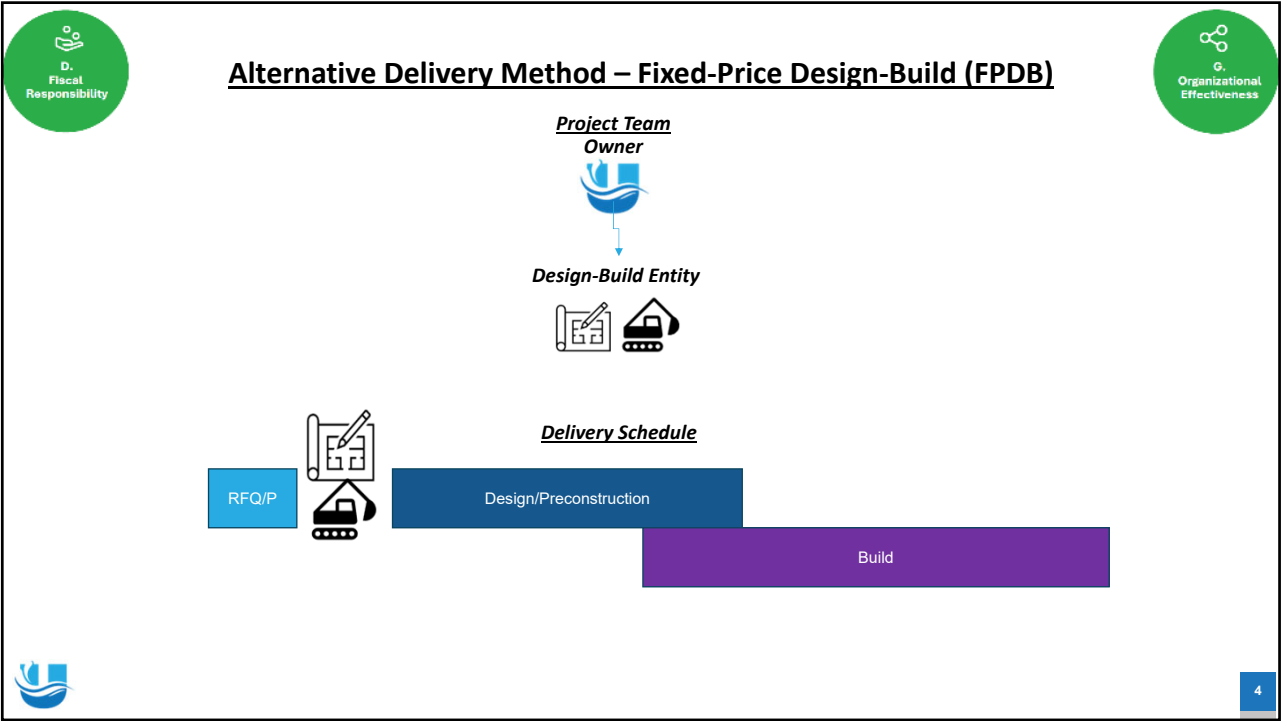 D.
Fiscal
Responsibility
Alternative Delivery Method – Fixed-Price Design-Build (FPDB)
G.
Organizational
Effectiveness
Project Team
Owner
Design-Build Entity
Delivery Schedule
RFQ/P
Design/Preconstruction
Build
4